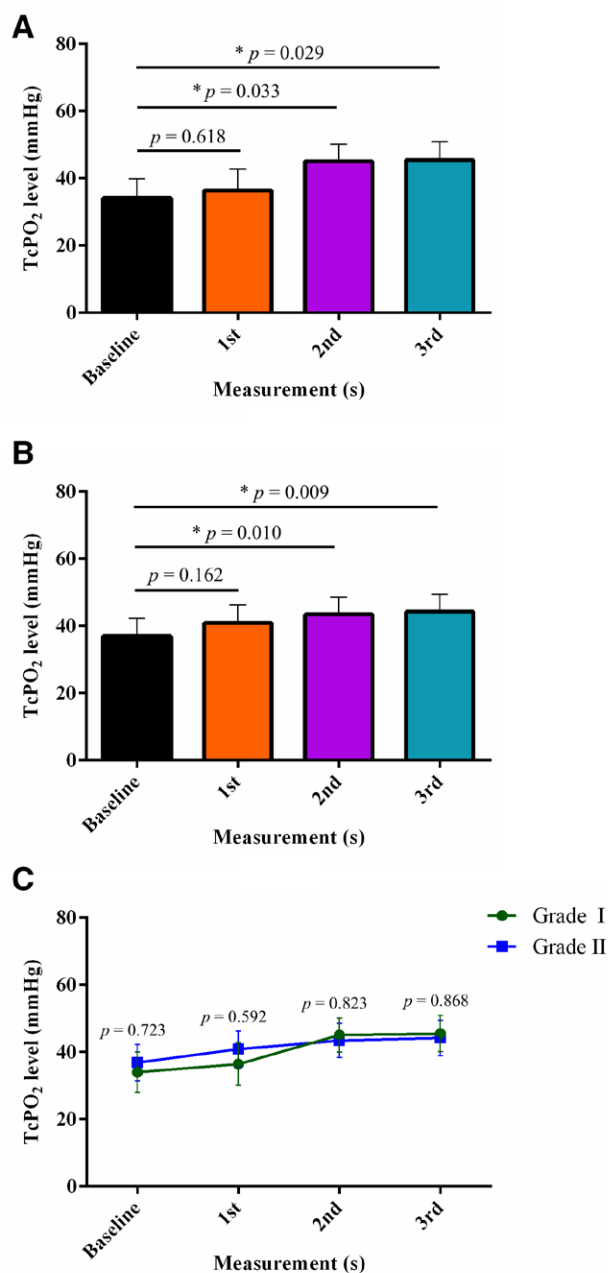 A
80
60
40
20
0
TcPO₂ level (mmHg)
* p = 0.029
* p = 0.033
p = 0.618
Baseline
1st
2nd
3rd
Measurement (s)
B
80
60
40
20
0
TcPO₂ level (mmHg)
* p = 0.009
* p = 0.010
p = 0.162
Baseline
1st
2nd
3rd
Measurement (s)
C
80
60
40
20
0
TcPO₂ level (mmHg)
Grade I
Grade II
p = 0.723
p = 0.592
p = 0.823
p = 0.868
Baseline
1st
2nd
3rd
Measurement (s)